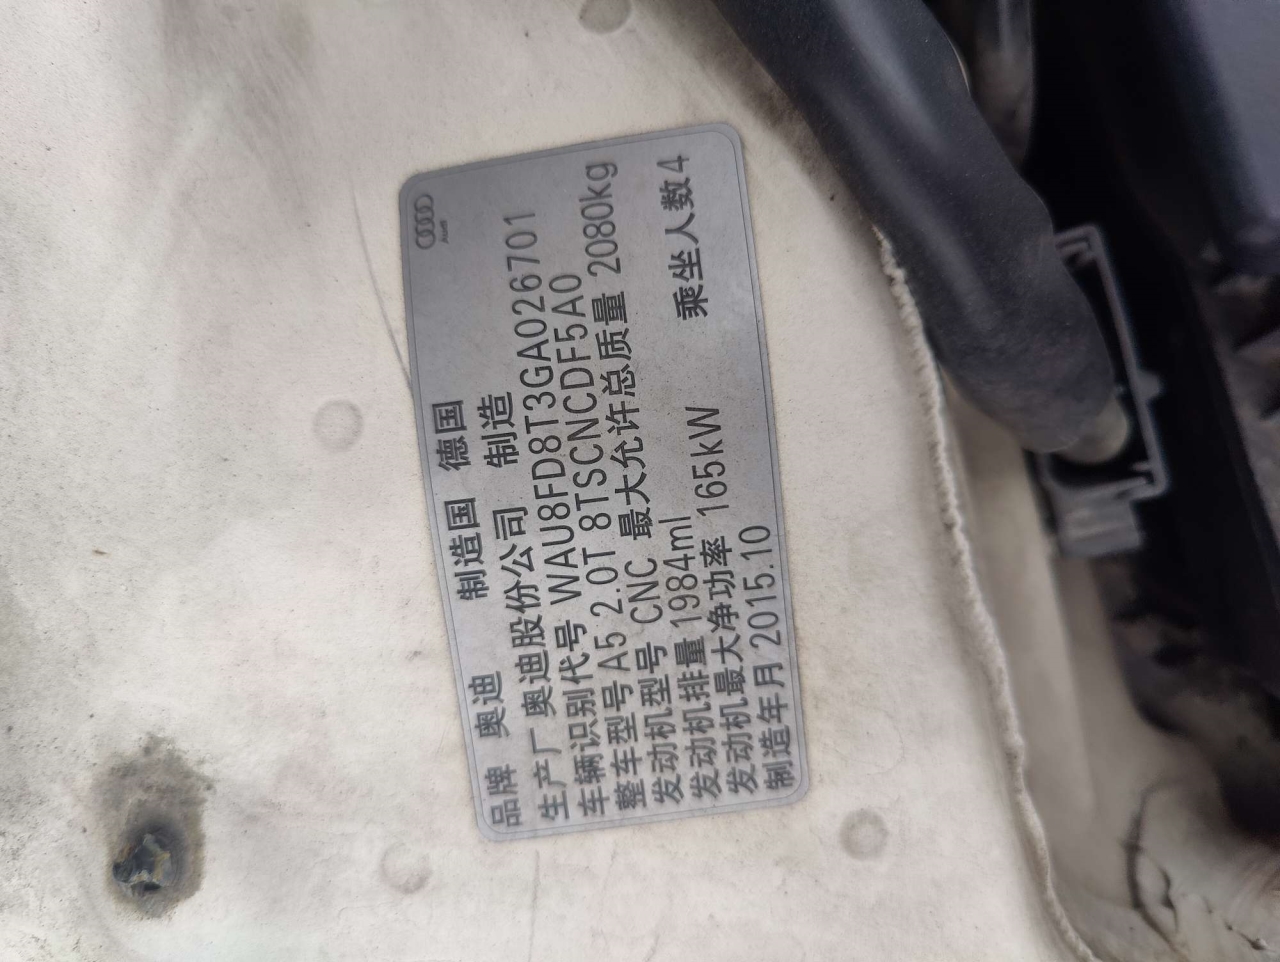 Audi
品牌 奥迪 制造国 德国
生产厂 奥迪股份公司 制造
车辆识别代号 WAU8FD8T3GA026701
整车型号 A5 2.0T 8TSCNCDF5A0
发动机型号 CNC 最大允许总质量 2080kg
发动机排量 1984ml
发动机最大净功率 165kW 乘坐人数4
制造年月 2015.10